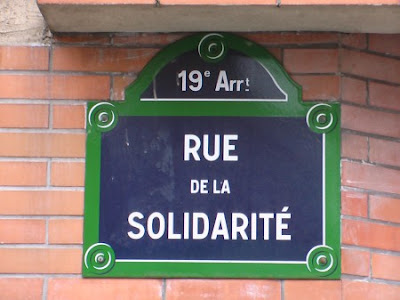 19e Arrt
RUE
DE LA
SOLIDARITÉ